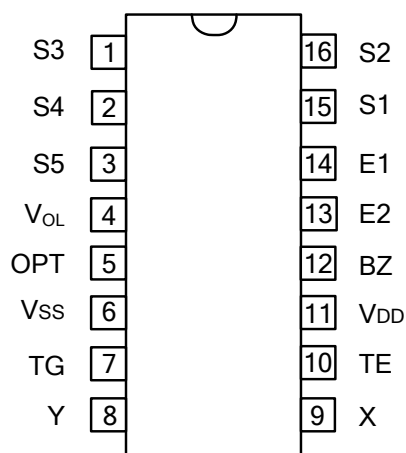 S3 1 16 S2
S4 2 15 S1
S5 3 14 E1
VOL 4 13 E2
OPT 5 12 BZ
VSS 6 11 VDD
TG 7 10 TE
Y 8 9 X